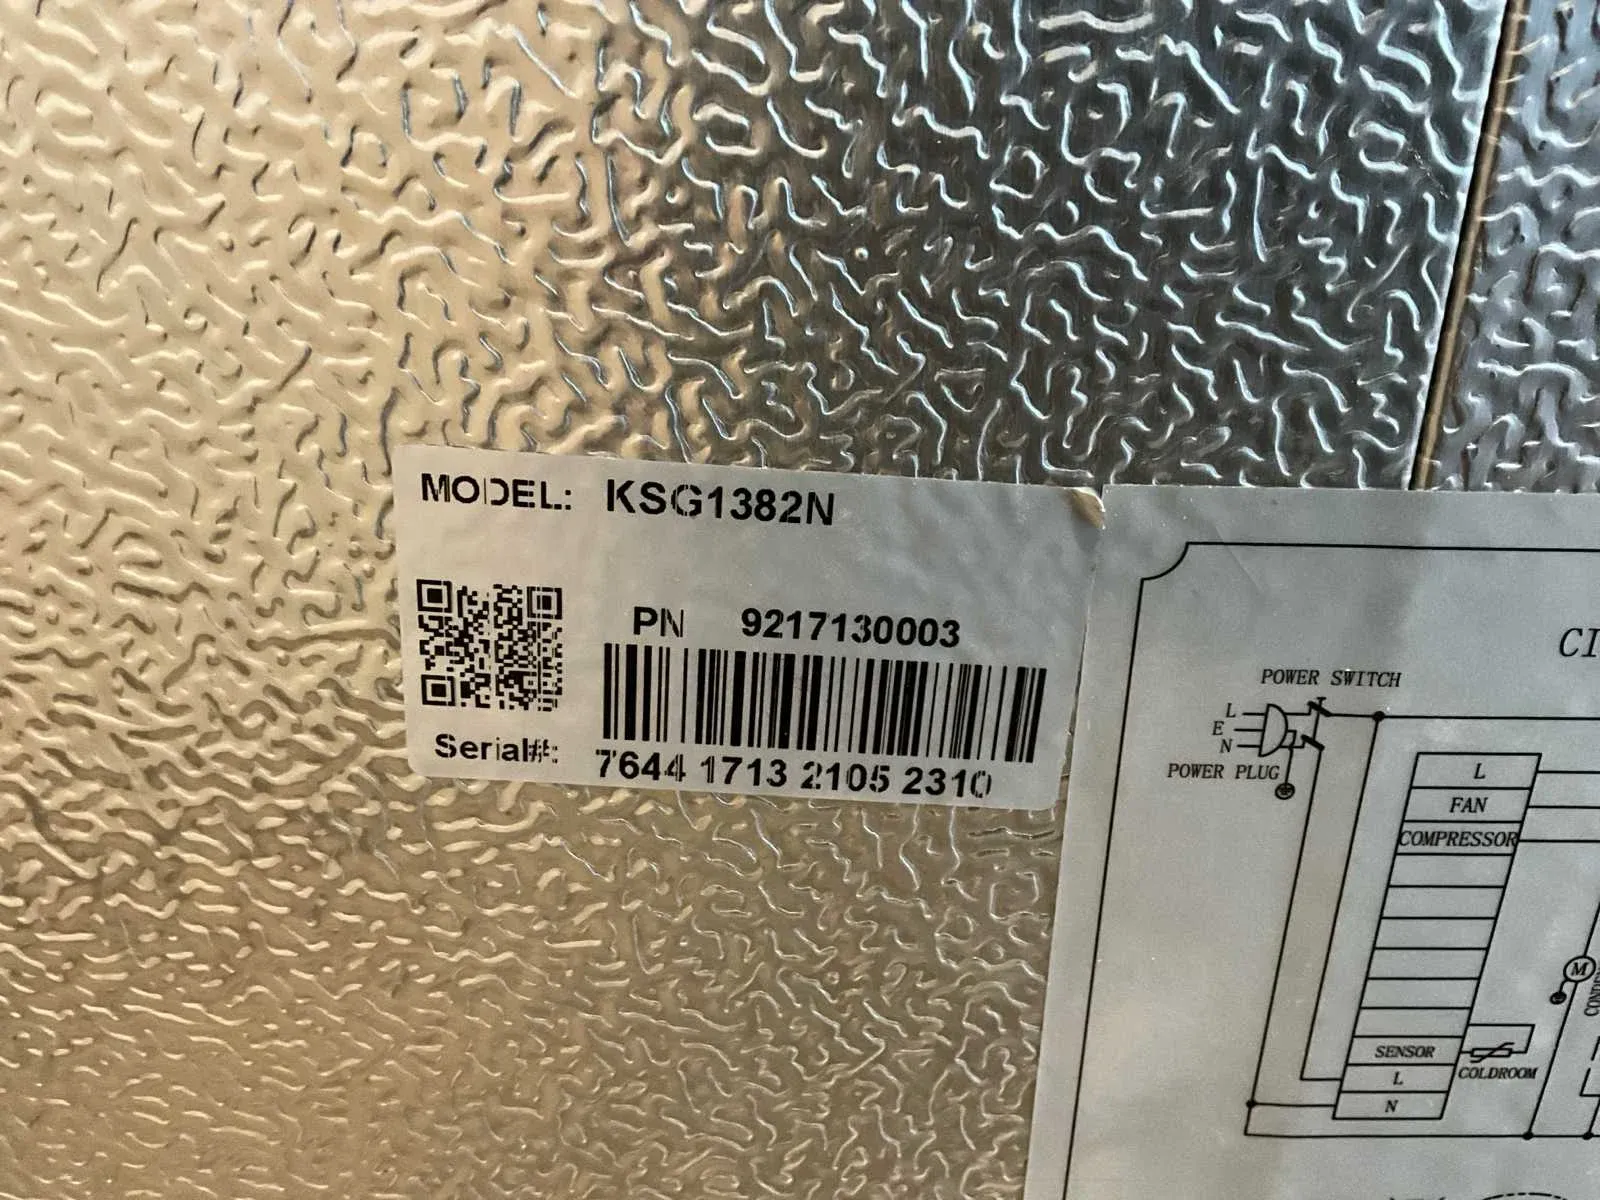 MODEL: KSG1382N
PN 9217130003
Serial#: 7644 1713 2105 2310
POWER SWITCH
L
E
N
POWER PLUG
L
FAN
COMPRESSOR
SENSOR
L
N
COLDROOM
M